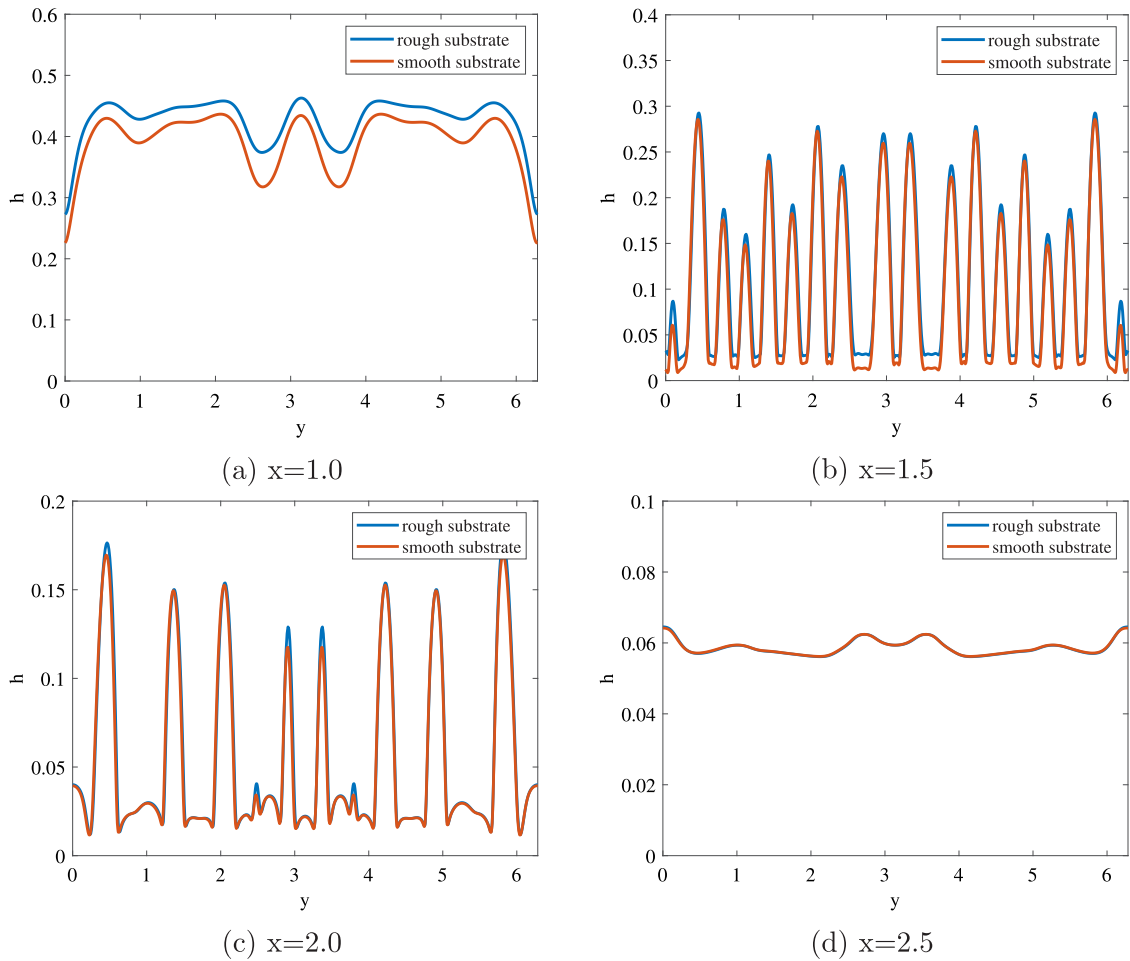 0.6
0.5
0.4
0.3
0.2
0.1
0
h
rough substrate
smooth substrate
0 1 2 3 4 5 6
y
(a) x=1.0
0.4
0.35
0.3
0.25
0.2
0.15
0.1
0.05
0
h
rough substrate
smooth substrate
0 1 2 3 4 5 6
y
(b) x=1.5
0.2
0.15
0.1
0.05
0
h
rough substrate
smooth substrate
0 1 2 3 4 5 6
y
(c) x=2.0
0.1
0.08
0.06
0.04
0.02
0
h
rough substrate
smooth substrate
0 1 2 3 4 5 6
y
(d) x=2.5